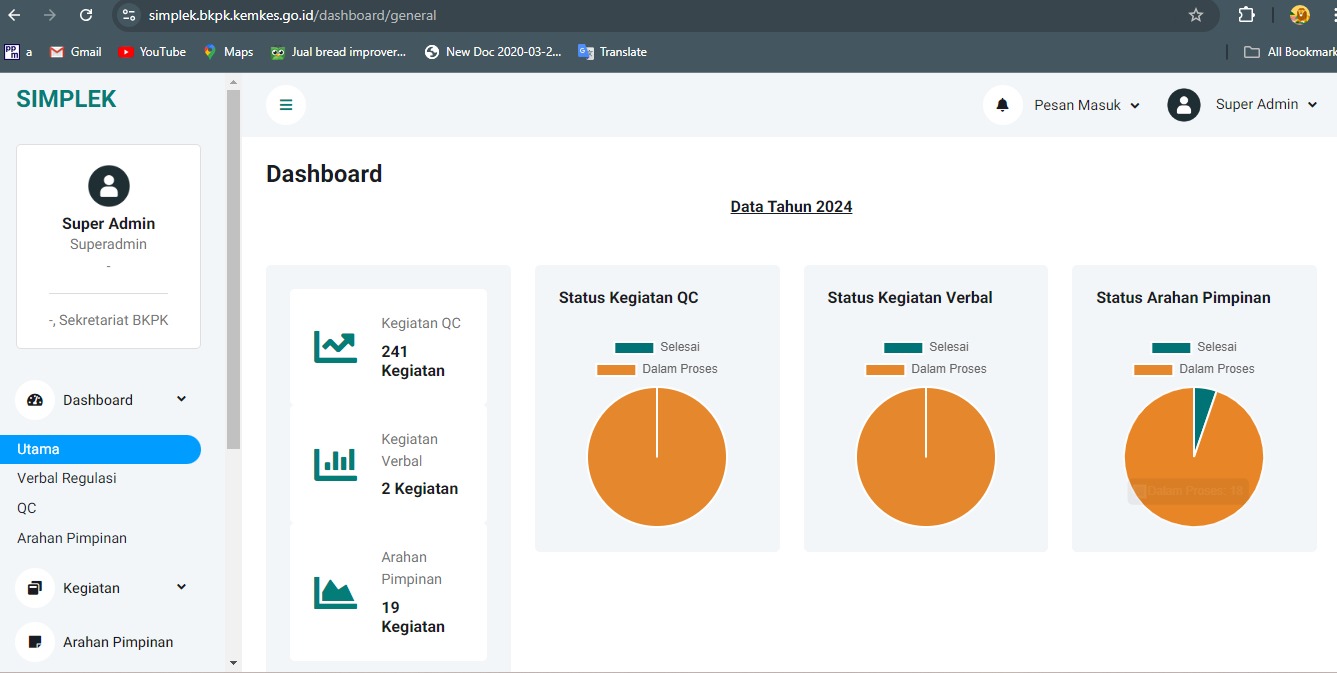 simplek.bkpk.kemkes.go.id/dashboard/general
a
Gmail
YouTube
Maps
Jual bread improver...
New Doc 2020-03-2...
Translate
All Bookmark
SIMPLEK
Pesan Masuk
Super Admin
Super Admin
Superadmin
-
-, Sekretariat BKPK
Dashboard
Utama
Verbal Regulasi
QC
Arahan Pimpinan
Kegiatan
Arahan Pimpinan
Dashboard
Data Tahun 2024
Kegiatan QC
241
Kegiatan
Kegiatan
Verbal
2 Kegiatan
Arahan
Pimpinan
19
Kegiatan
Status Kegiatan QC
Selesai
Dalam Proses
Status Kegiatan Verbal
Selesai
Dalam Proses
Status Arahan Pimpinan
Selesai
Dalam Proses
Dalam Proses: 18